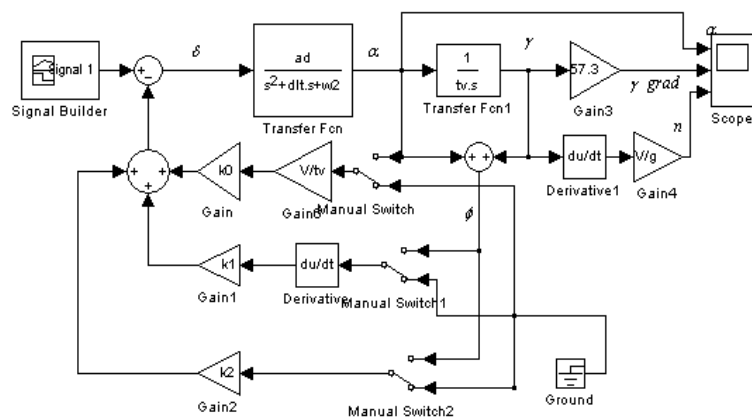 δ
ad
s²+dlt.s+w2
Transfer Fcn
α
1
tv.s
Transfer Fcn1
γ
57.3
Gain3
γ grad
α
n
Scope
Signal 1
Signal Builder
k0
Gain
V/tv
Gain6
Manual Switch
ϕ
du/dt
Derivative1
V/g
Gain4
k1
Gain1
du/dt
Derivative
Manual Switch1
k2
Gain2
Manual Switch2
Ground